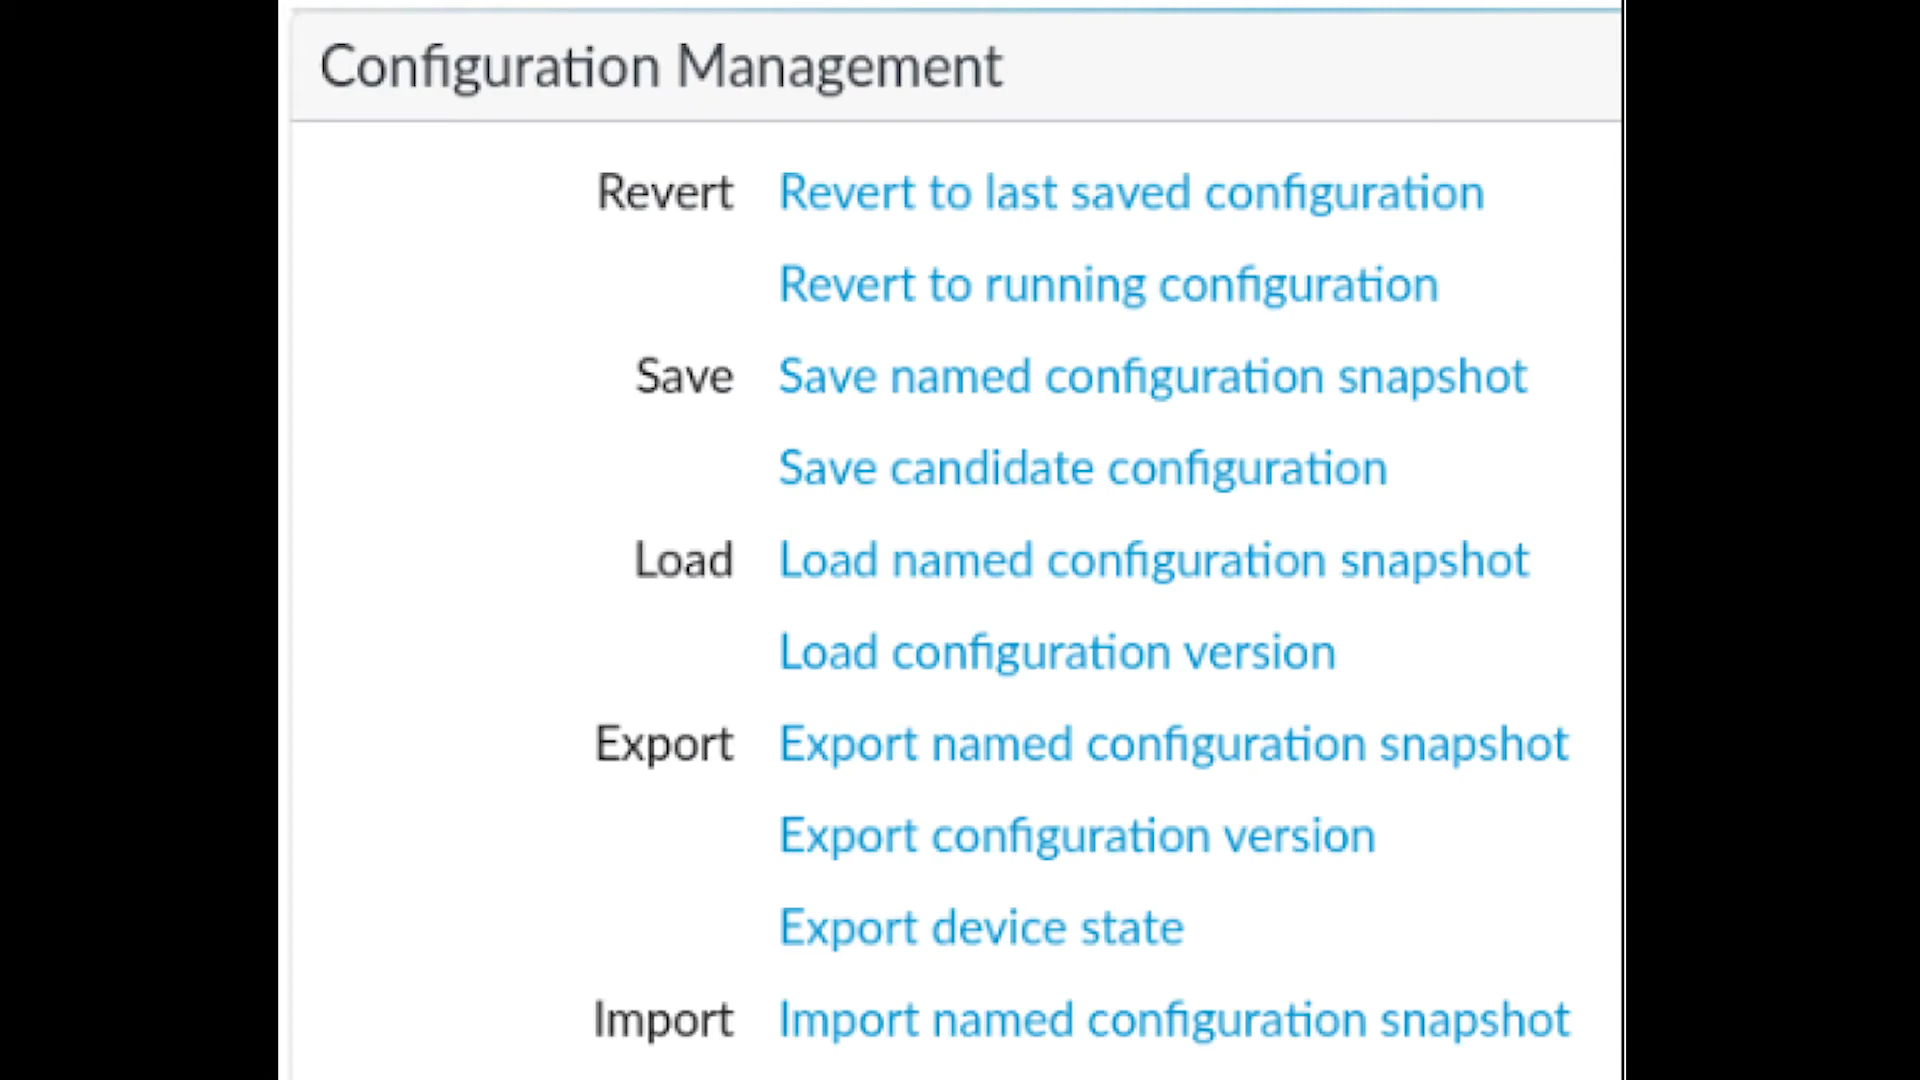 Configuration Management
Revert Revert to last saved configuration
Revert to running configuration
Save Save named configuration snapshot
Save candidate configuration
Load Load named configuration snapshot
Load configuration version
Export Export named configuration snapshot
Export configuration version
Export device state
Import Import named configuration snapshot